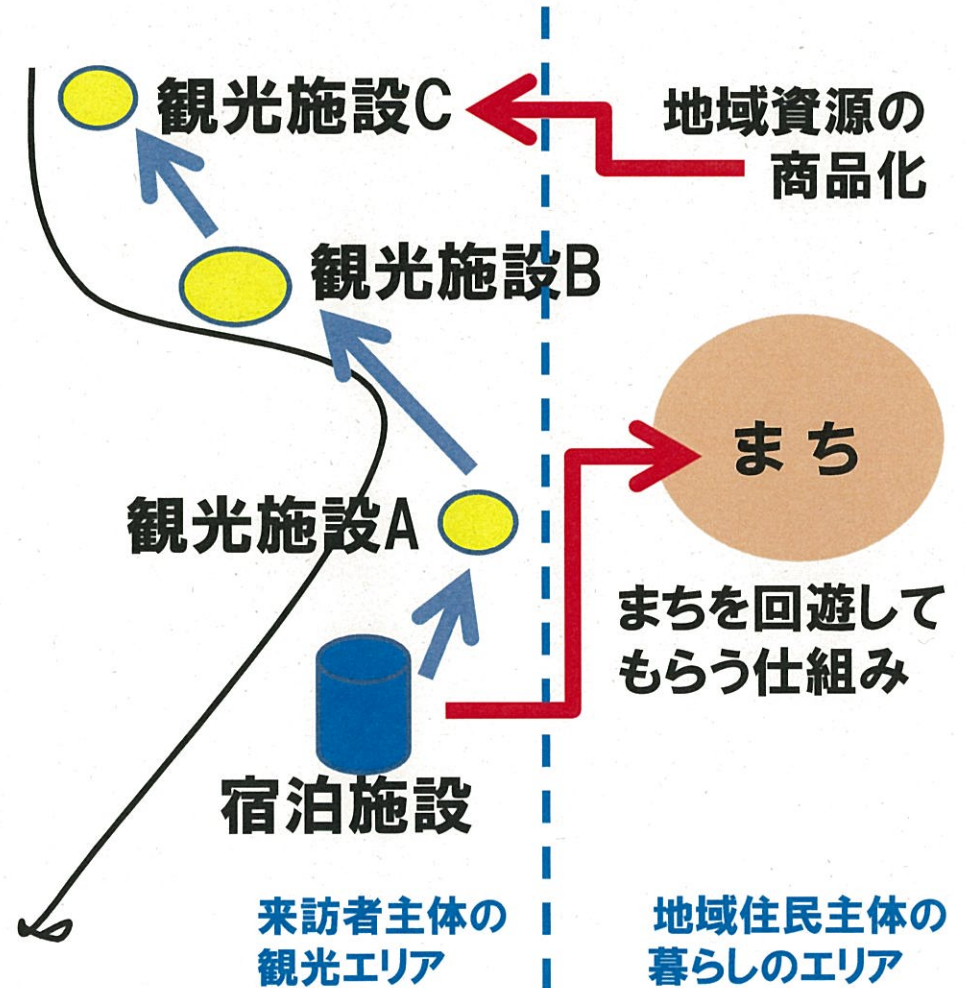 観光施設C
地域資源の
商品化
観光施設B
まち
観光施設A
まちを回遊して
もらう仕組み
宿泊施設
来訪者主体の
観光エリア
地域住民主体の
暮らしのエリア